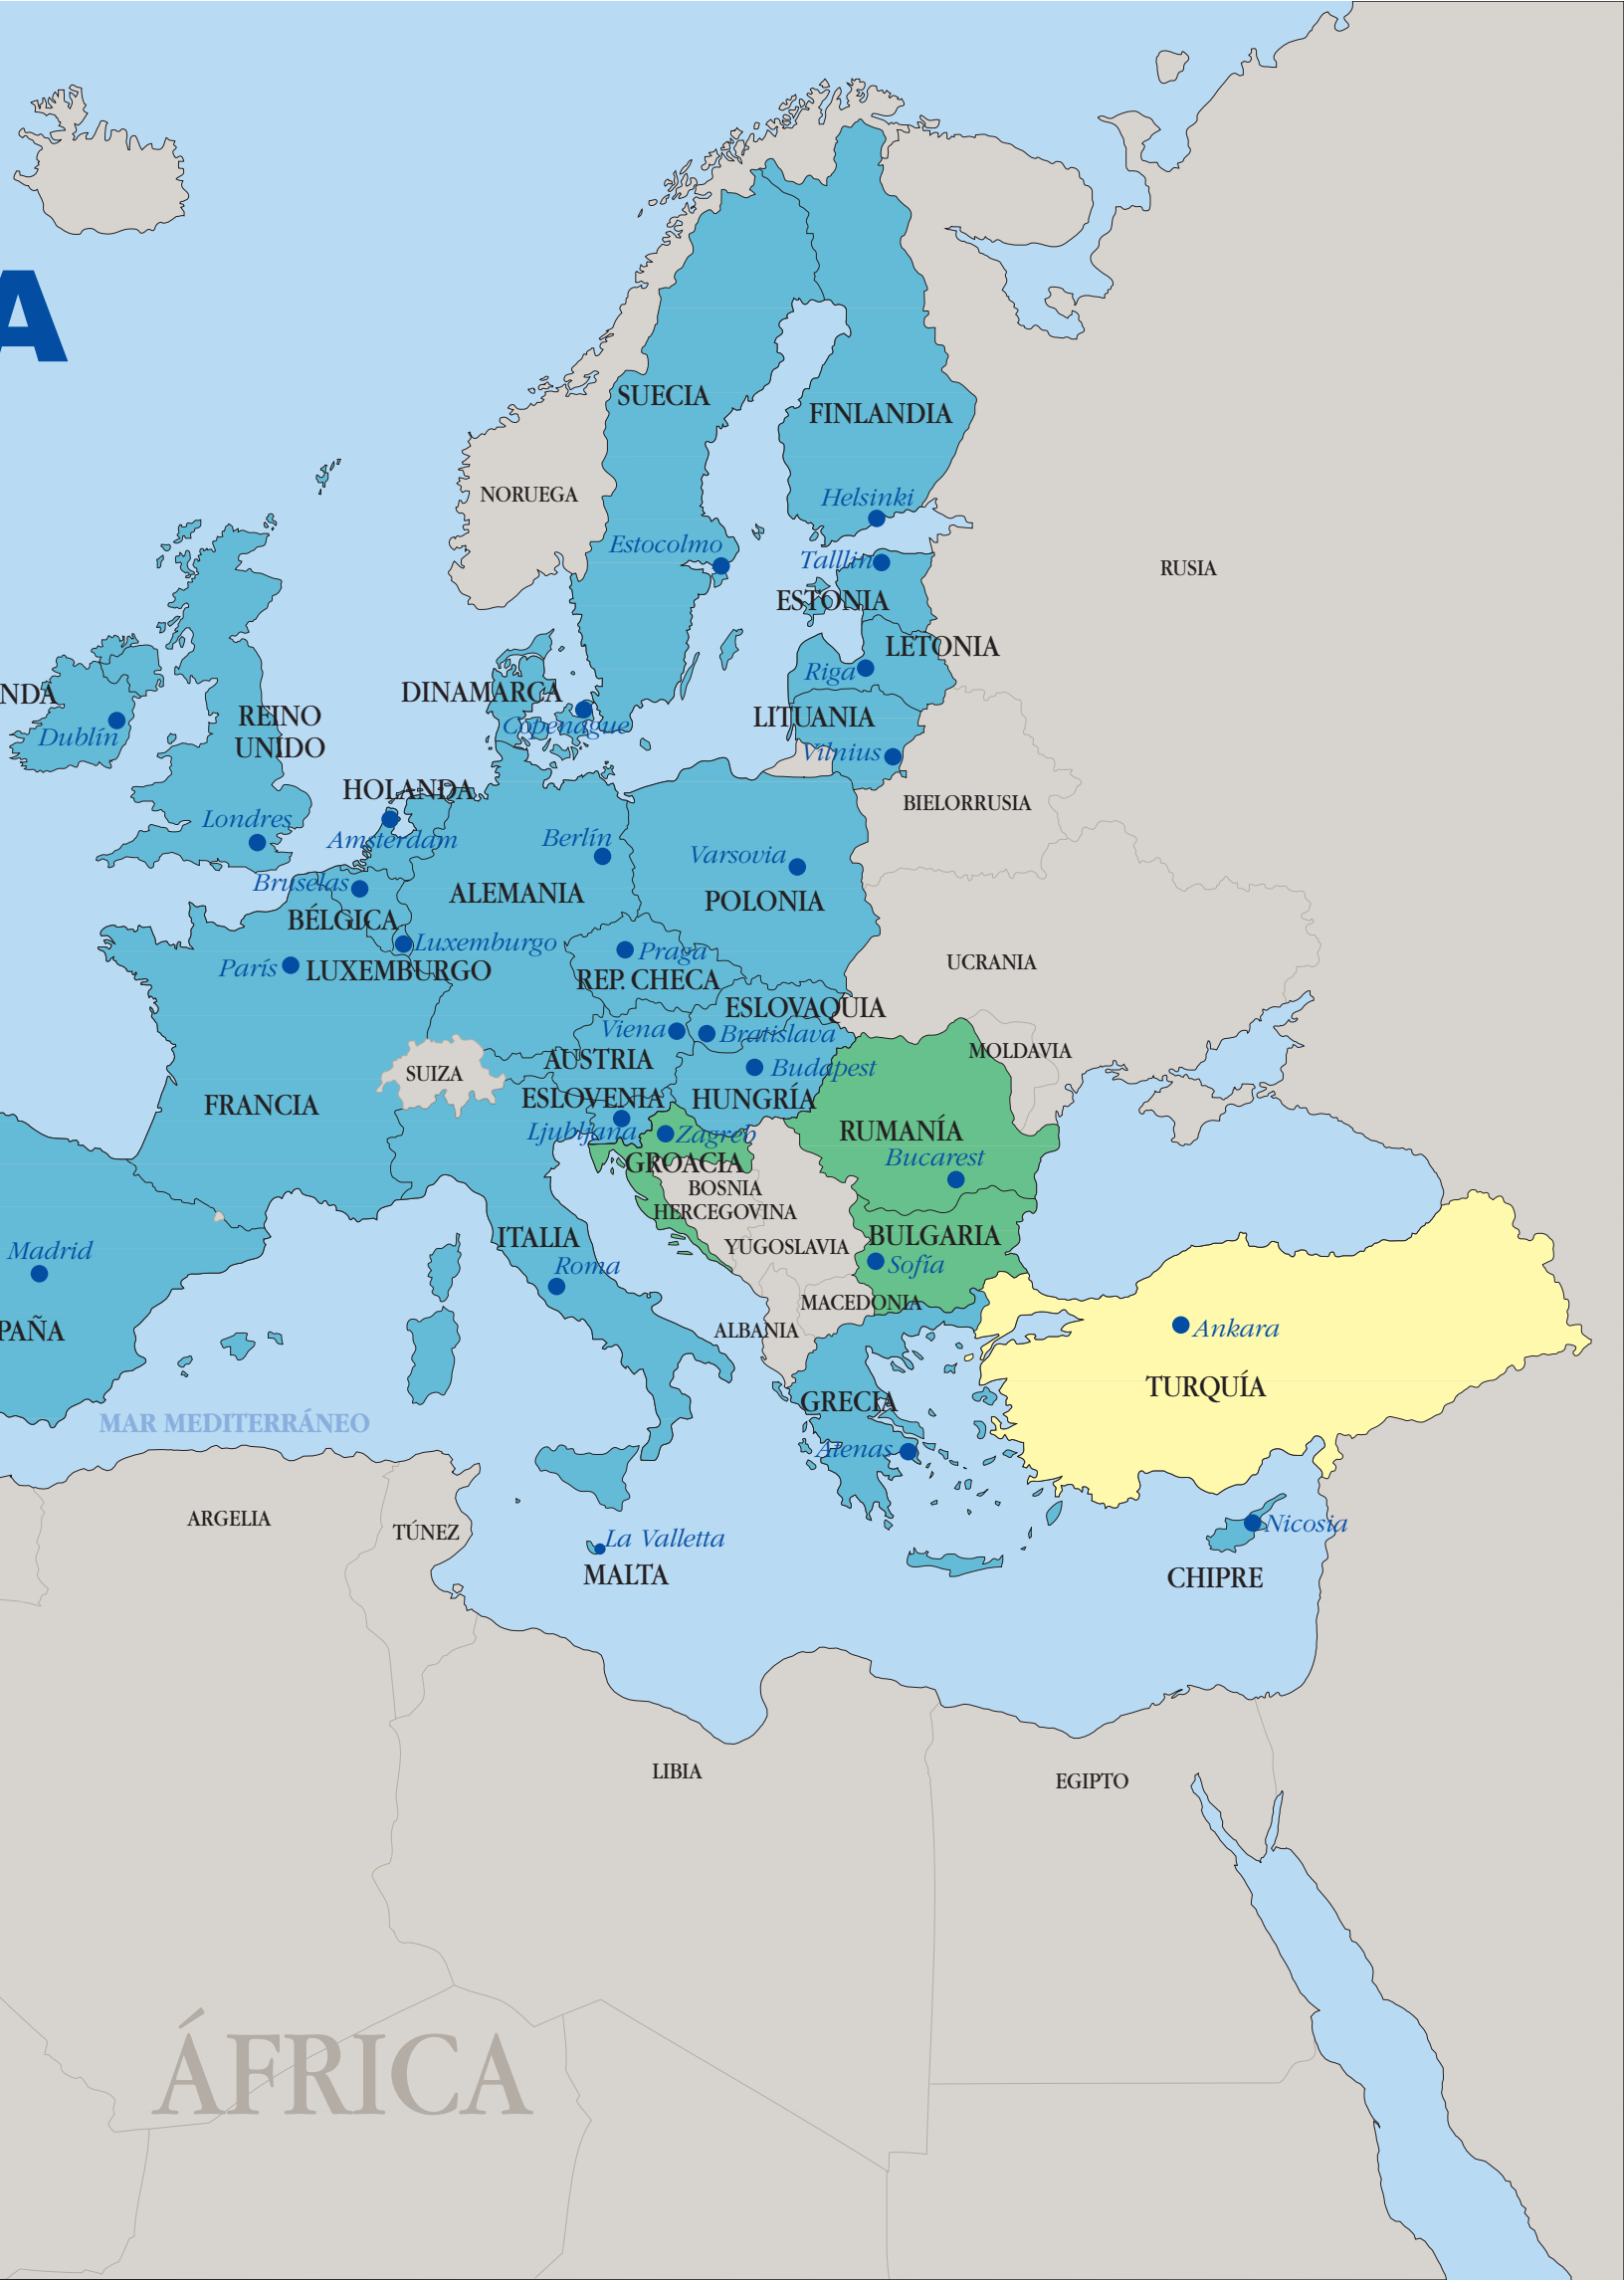 A
SUECIA
FINLANDIA
NORUEGA
Helsinki
Estocolmo
Talllin
RUSIA
ESTONIA
LETONIA
Riga
NDA
DINAMARCA
Copenague
REINO
UNIDO
Dublín
LITUANIA
Vilnius
HOLANDA
Amsterdam
BIELORRUSIA
Londres
Berlín
Varsovia
Bruselas
ALEMANIA
POLONIA
BÉLGICA
Luxemburgo
Praga
París
LUXEMBURGO
REP. CHECA
UCRANIA
ESLOVAQUIA
Viena
Bratislava
AUSTRIA
MOLDAVIA
SUIZA
Budapest
FRANCIA
ESLOVENIA
HUNGRÍA
Ljubljana
Zagreb
RUMANÍA
GROACIA
Bucarest
BOSNIA
HERCEGOVINA
ITALIA
YUGOSLAVIA
BULGARIA
Madrid
Roma
Sofía
MACEDONIA
PAÑA
ALBANIA
Ankara
TURQUÍA
GRECIA
MAR MEDITERRÁNEO
Atenas
ARGELIA
TÚNEZ
La Valletta
MALTA
Nicosia
CHIPRE
LIBIA
EGIPTO
ÁFRICA